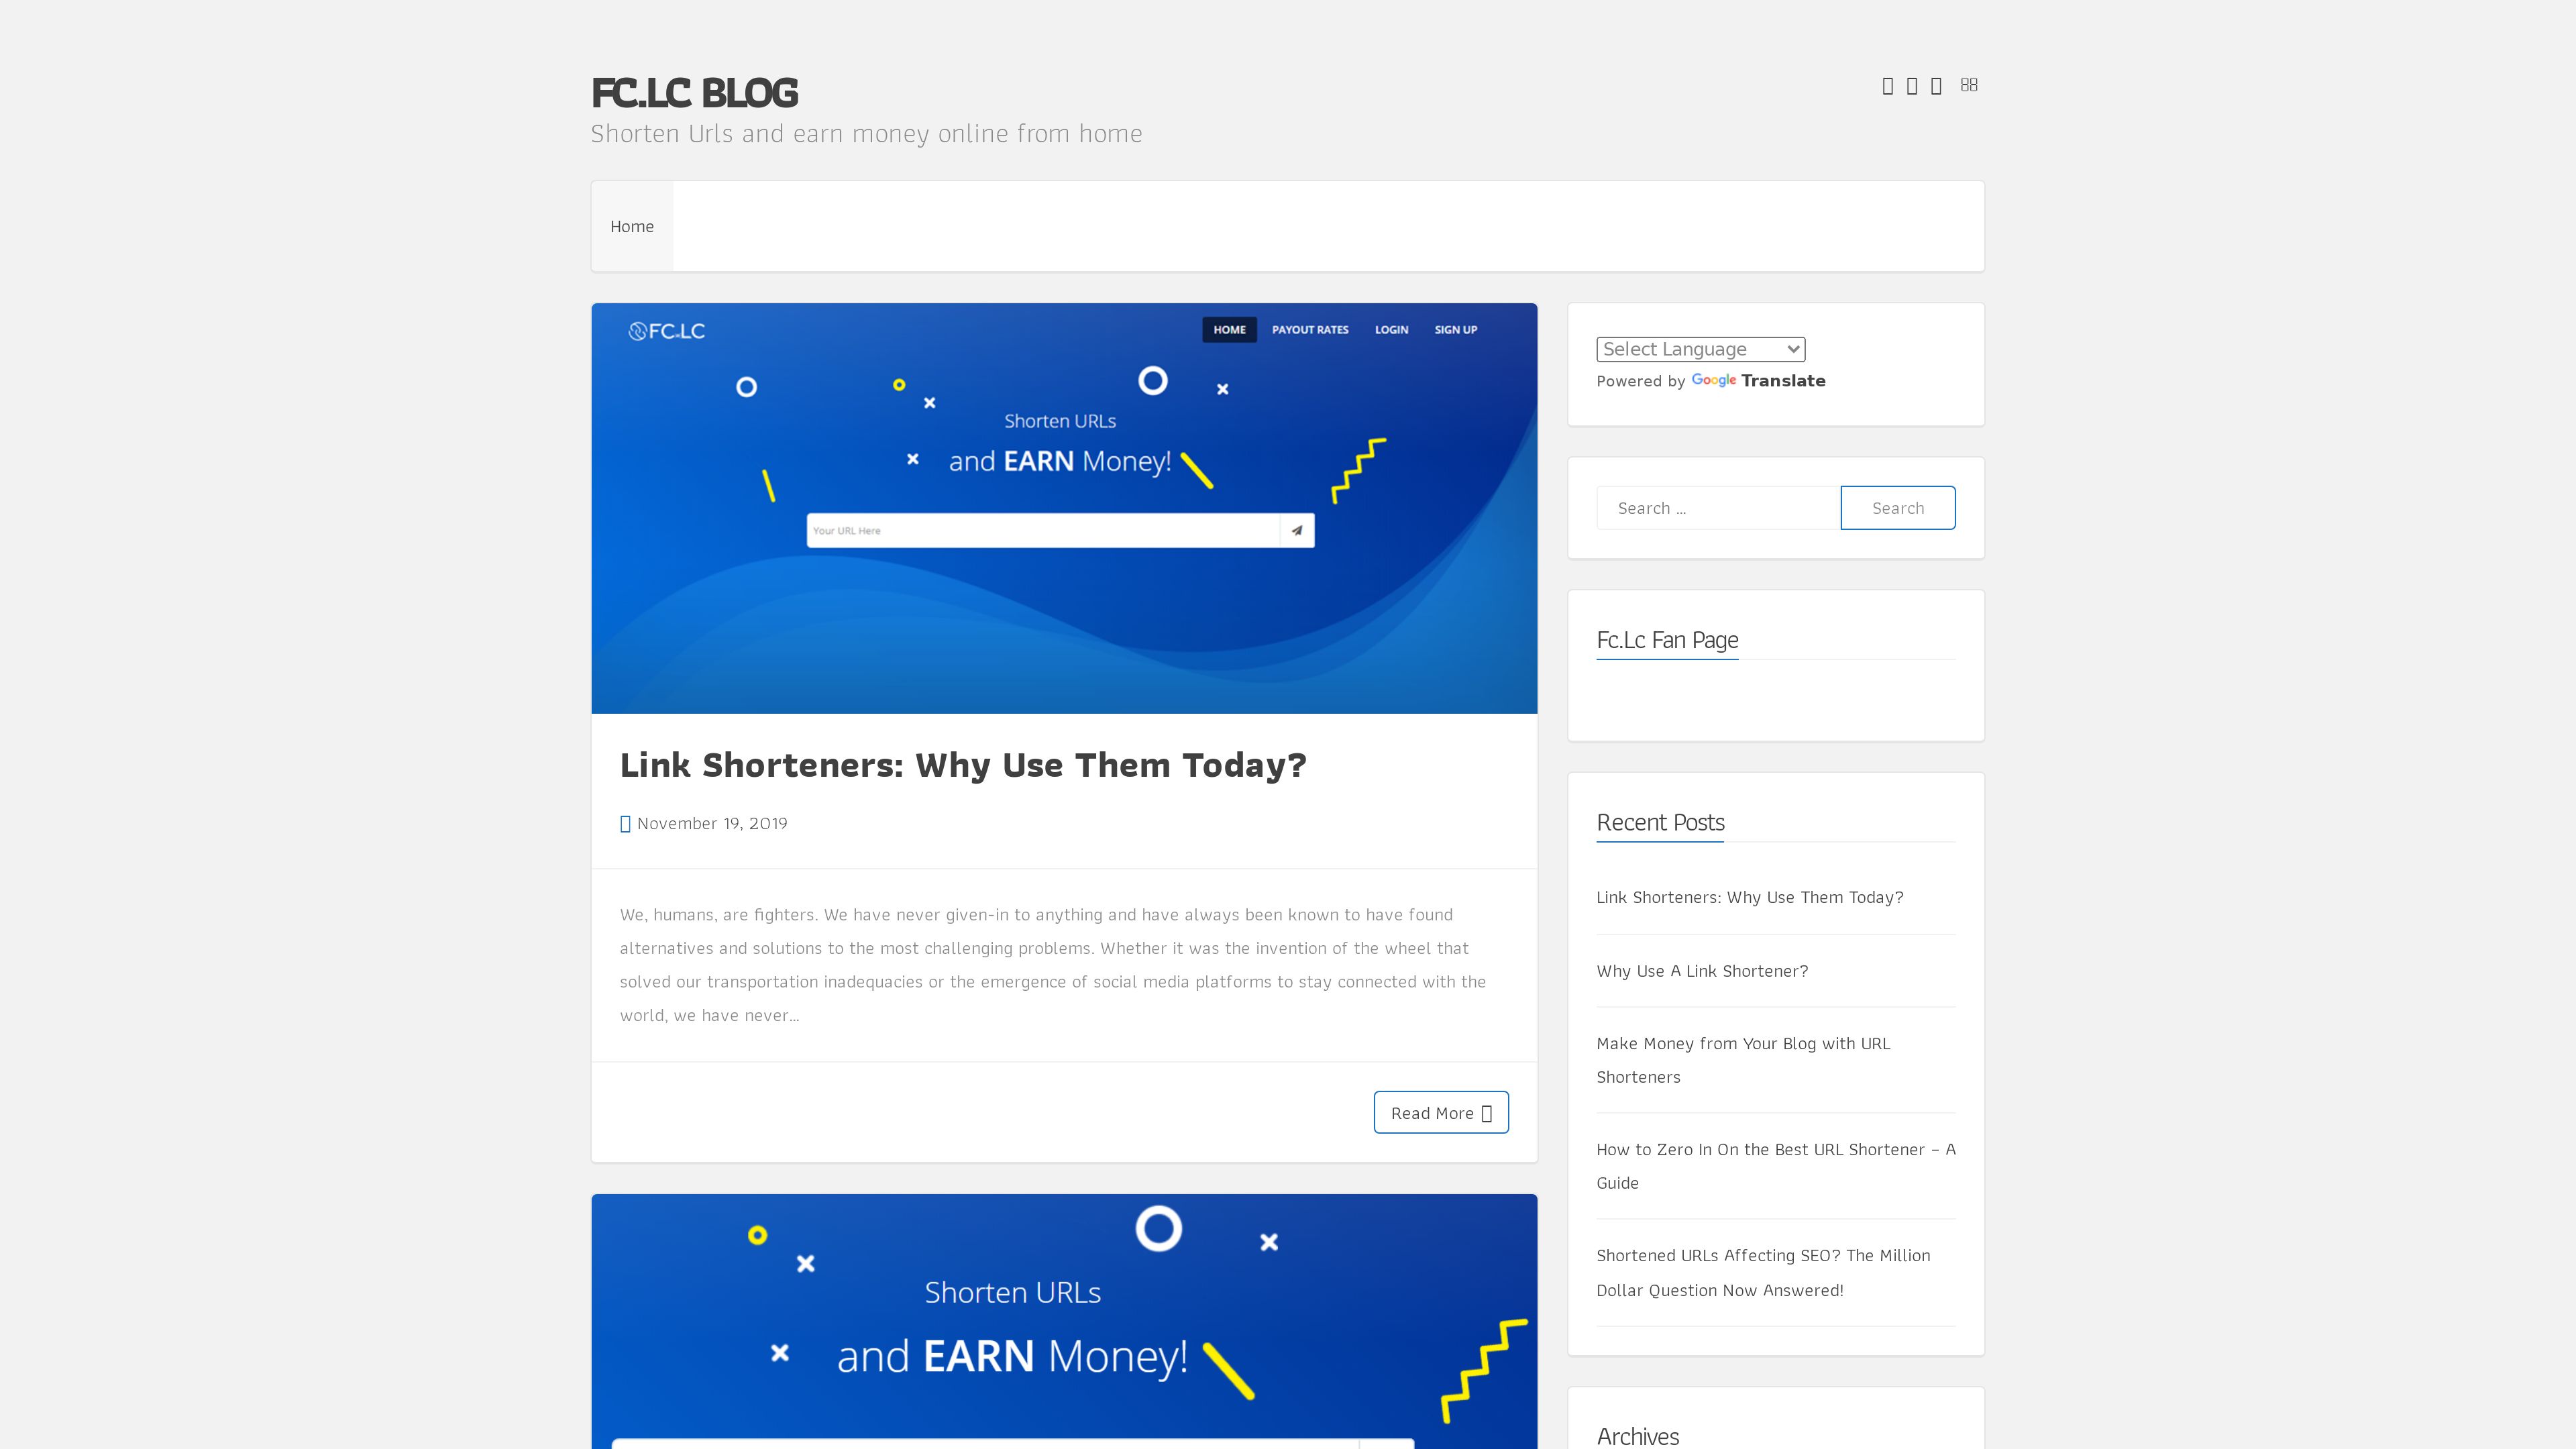 FC.LC BLOG
Shorten Urls and earn money online from home
Home
FC.LC
HOME
PAYOUT RATES
LOGIN
SIGN UP
Shorten URLs
and EARN Money!
Your URL Here
Link Shorteners: Why Use Them Today?
November 19, 2019
We, humans, are fighters. We have never given-in to anything and have always been known to have found
alternatives and solutions to the most challenging problems. Whether it was the invention of the wheel that
solved our transportation inadequacies or the emergence of social media platforms to stay connected with the
world, we have never…
Read More
Shorten URLs
and EARN Money!
Select Language
Powered by Google Translate
Search …
Search
Fc.Lc Fan Page
Recent Posts
Link Shorteners: Why Use Them Today?
Why Use A Link Shortener?
Make Money from Your Blog with URL
Shorteners
How to Zero In On the Best URL Shortener – A
Guide
Shortened URLs Affecting SEO? The Million
Dollar Question Now Answered!
Archives